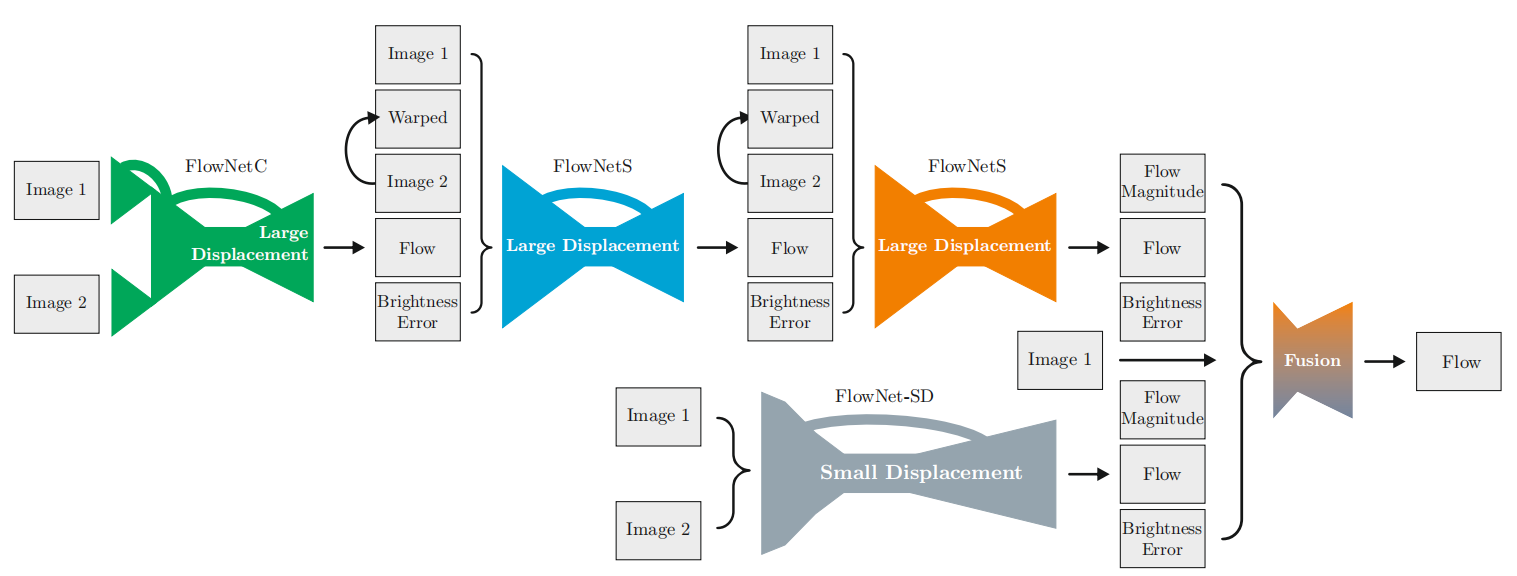 Image 1
Image 2
FlowNetC
Large
Displacement
Image 1
Warped
Image 2
Flow
Brightness
Error
FlowNetS
Large Displacement
Image 1
Warped
Image 2
Flow
Brightness
Error
FlowNetS
Large Displacement
Flow
Magnitude
Flow
Brightness
Error
Image 1
Image 1
Image 2
FlowNet-SD
Small Displacement
Flow
Magnitude
Flow
Brightness
Error
Fusion
Flow